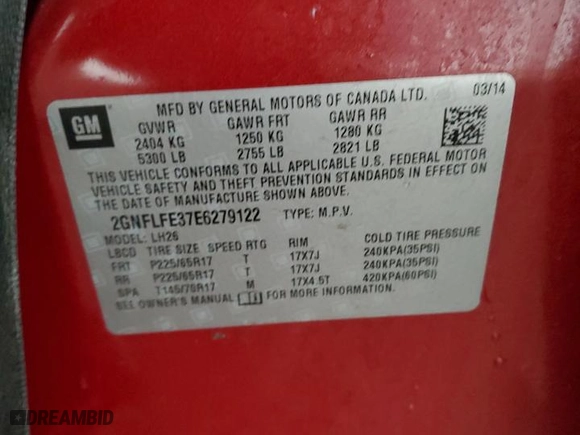 03/14
GM
MFD BY GENERAL MOTORS OF CANADA LTD.
GVWR GAWR FRT GAWR RR
2404 KG 1250 KG 1280 KG
5300 LB 2755 LB 2821 LB
THIS VEHICLE CONFORMS TO ALL APPLICABLE U.S. FEDERAL MOTOR
VEHICLE SAFETY AND THEFT PREVENTION STANDARDS IN EFFECT ON
THE DATE OF MANUFACTURE SHOWN ABOVE.
2GNFLFE37E6279122 TYPE: M.P.V.
MODEL: LH26
LBCD TIRE SIZE SPEED RTG RIM COLD TIRE PRESSURE
FRT P225/65R17 T 17X7J 240KPA(35PSI)
RR P225/65R17 T 17X7J 240KPA(35PSI)
SPA T145/70R17 M 17X4.5T 420KPA(60PSI)
SEE OWNER'S MANUAL FOR MORE INFORMATION.
DREAMBID